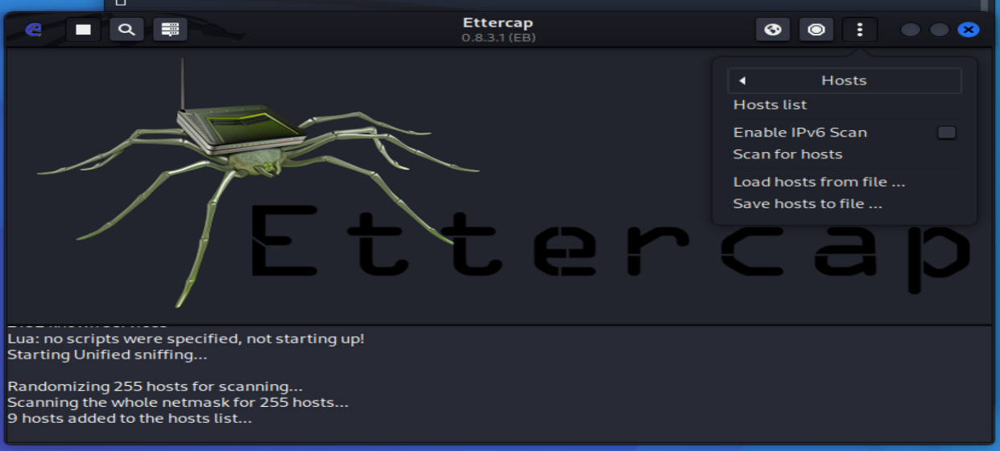 Ettercap
0.8.3.1 (EB)
Hosts
Hosts list
Enable IPv6 Scan
Scan for hosts
Load hosts from file ...
Save hosts to file ...
Ettercap
Lua: no scripts were specified, not starting up!
Starting Unified sniffing...
Randomizing 255 hosts for scanning...
Scanning the whole netmask for 255 hosts...
9 hosts added to the hosts list...